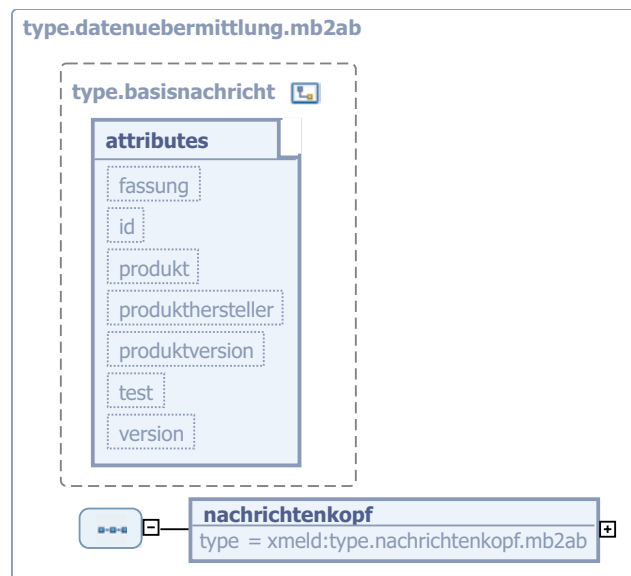 type.datenuebermittlung.mb2ab
type.basisnachricht
attributes
fassung
id
produkt
produkthersteller
produktversion
test
version
nachrichtenkopf
type = xmeld:type.nachrichtenkopf.mb2ab